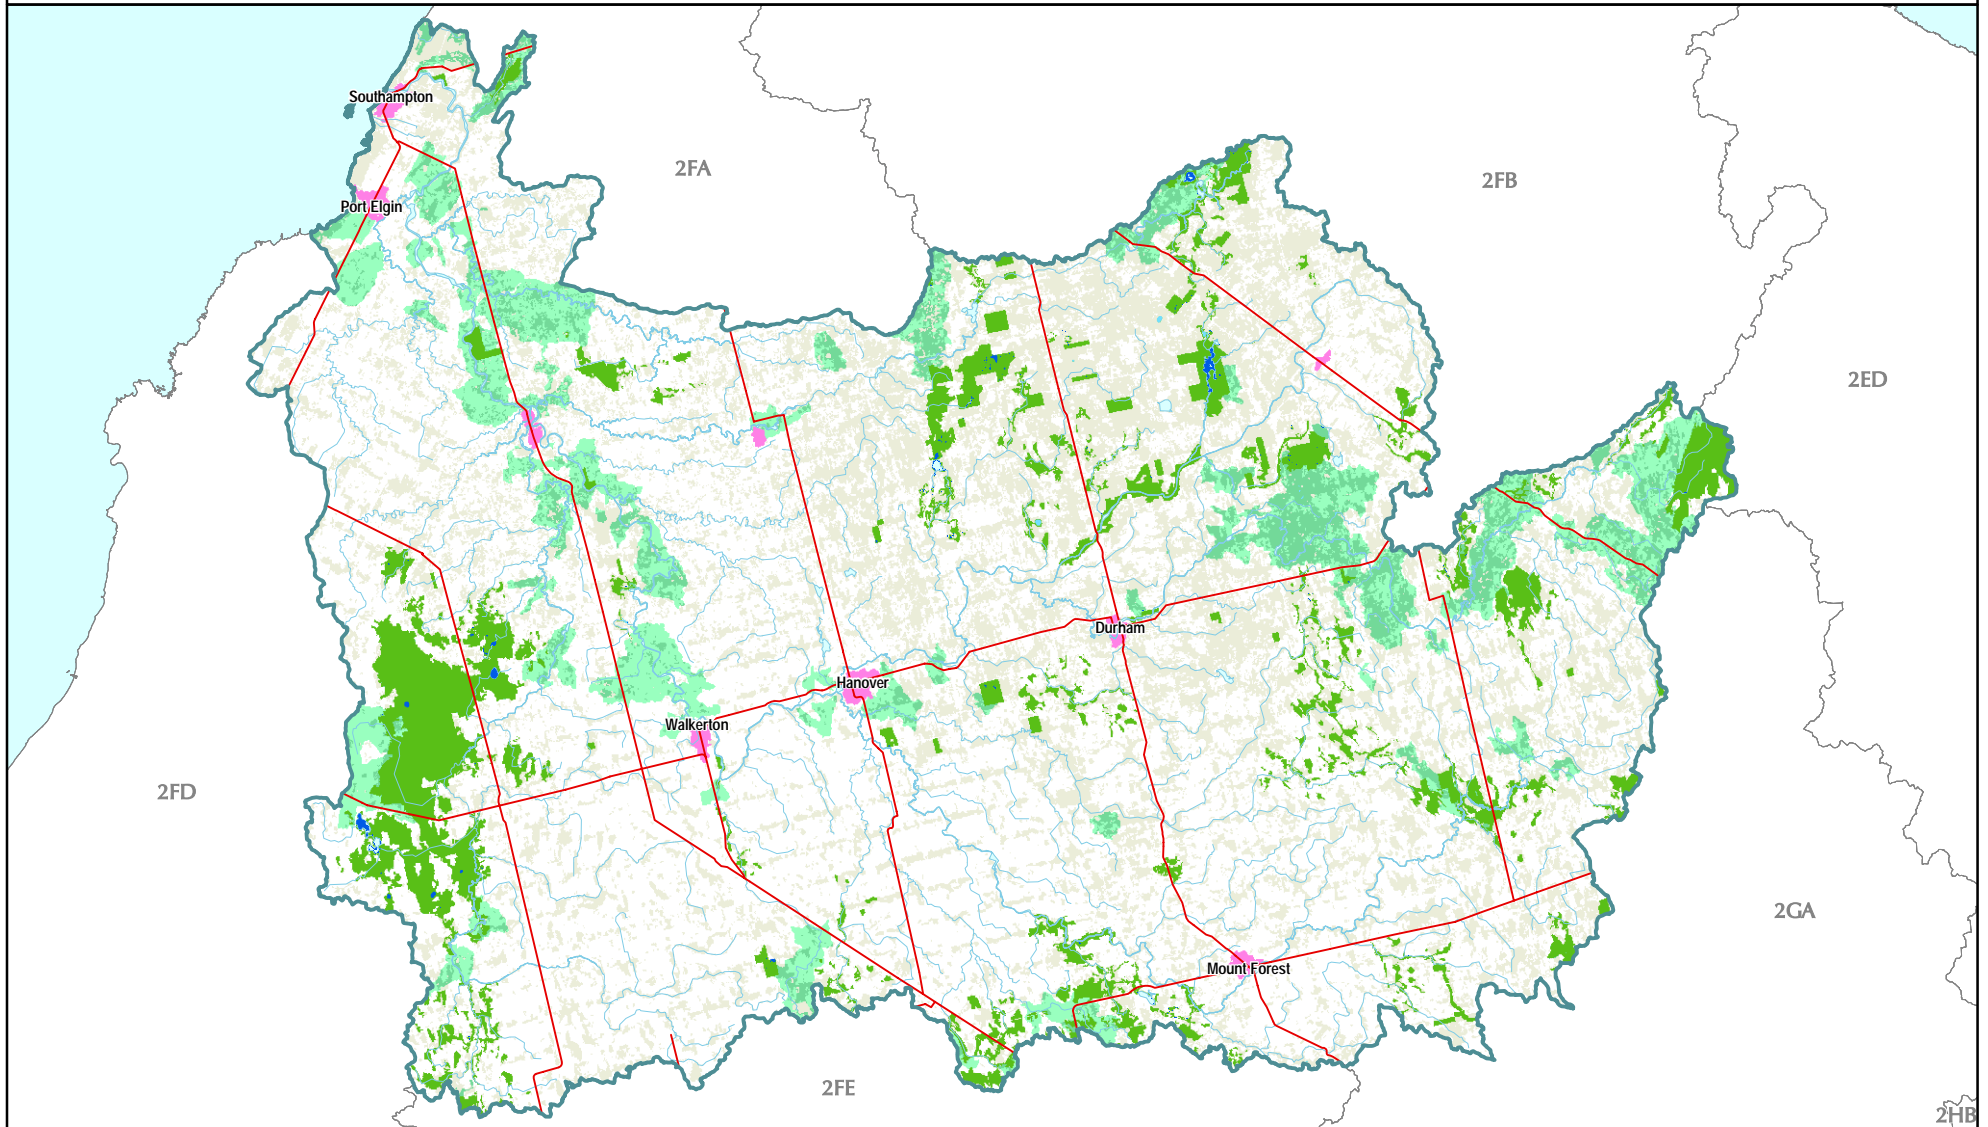 Southampton
2FA
2FB
Port Elgin
2ED
Durham
Hanover
Walkerton
2FD
2GA
Mount Forest
2FE
2HB